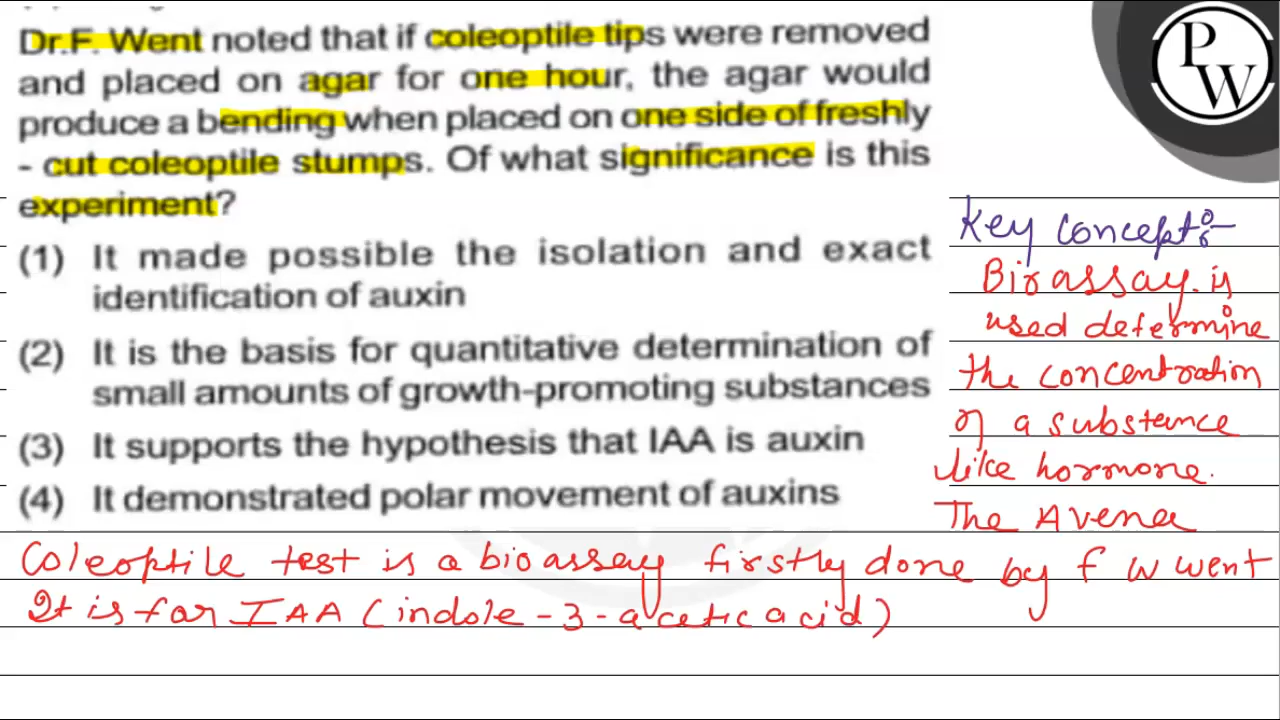 Dr.F. Went noted that if coleoptile tips were removed
and placed on agar for one hour, the agar would
produce a bending when placed on one side of freshly
- cut coleoptile stumps. Of what significance is this
experiment?
(1) It made possible the isolation and exact
identification of auxin
(2) It is the basis for quantitative determination of
small amounts of growth-promoting substances
(3) It supports the hypothesis that IAA is auxin
(4) It demonstrated polar movement of auxins
PW
Key concept:-
Bioassay is
used determine
the concentration
of a substance
like hormone.
The Avena
Coleoptile test is a bioassay firstly done by f w went
It is for IAA (indole-3-acetic acid)